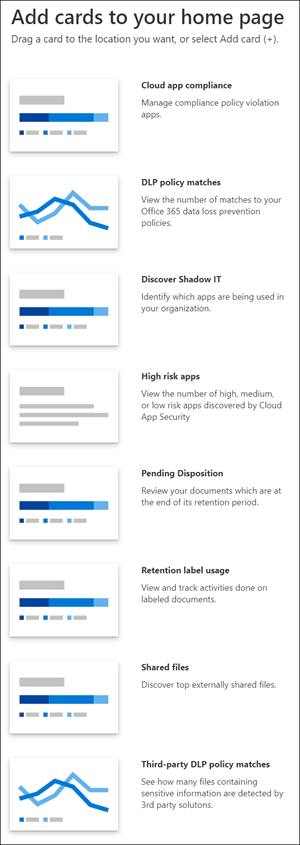 Add cards to your home page
Drag a card to the location you want, or select Add card (+).
Cloud app compliance
Manage compliance policy violation
apps.
DLP policy matches
View the number of matches to your
Office 365 data loss prevention
policies.
Discover Shadow IT
Identify which apps are being used in
your organization.
High risk apps
View the number of high, medium,
or low risk apps discovered by Cloud
App Security
Pending Disposition
Review your documents which are at
the end of its retention period.
Retention label usage
View and track activities done on
labeled documents.
Shared files
Discover top externally shared files.
Third-party DLP policy matches
See how many files containing
sensitive information are detected by
3rd party solutons.